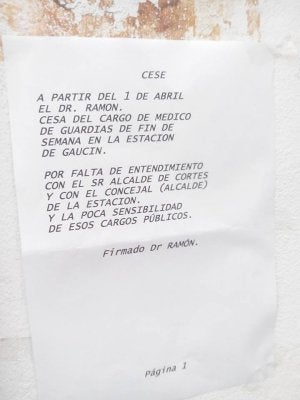 CESE
A PARTIR DEL 1 DE ABRIL
EL DR. RAMON.
CESA DEL CARGO DE MEDICO
DE GUARDIAS DE FIN DE
SEMANA EN LA ESTACION
DE GAUCIN.
POR FALTA DE ENTENDIMIENTO
CON EL SR ALCALDE DE CORTES
Y CON EL CONCEJAL (ALCALDE)
DE LA ESTACION.
Y LA POCA SENSIBILIDAD
DE ESOS CARGOS PÚBLICOS.
Firmado Dr RAMÓN.
Página 1